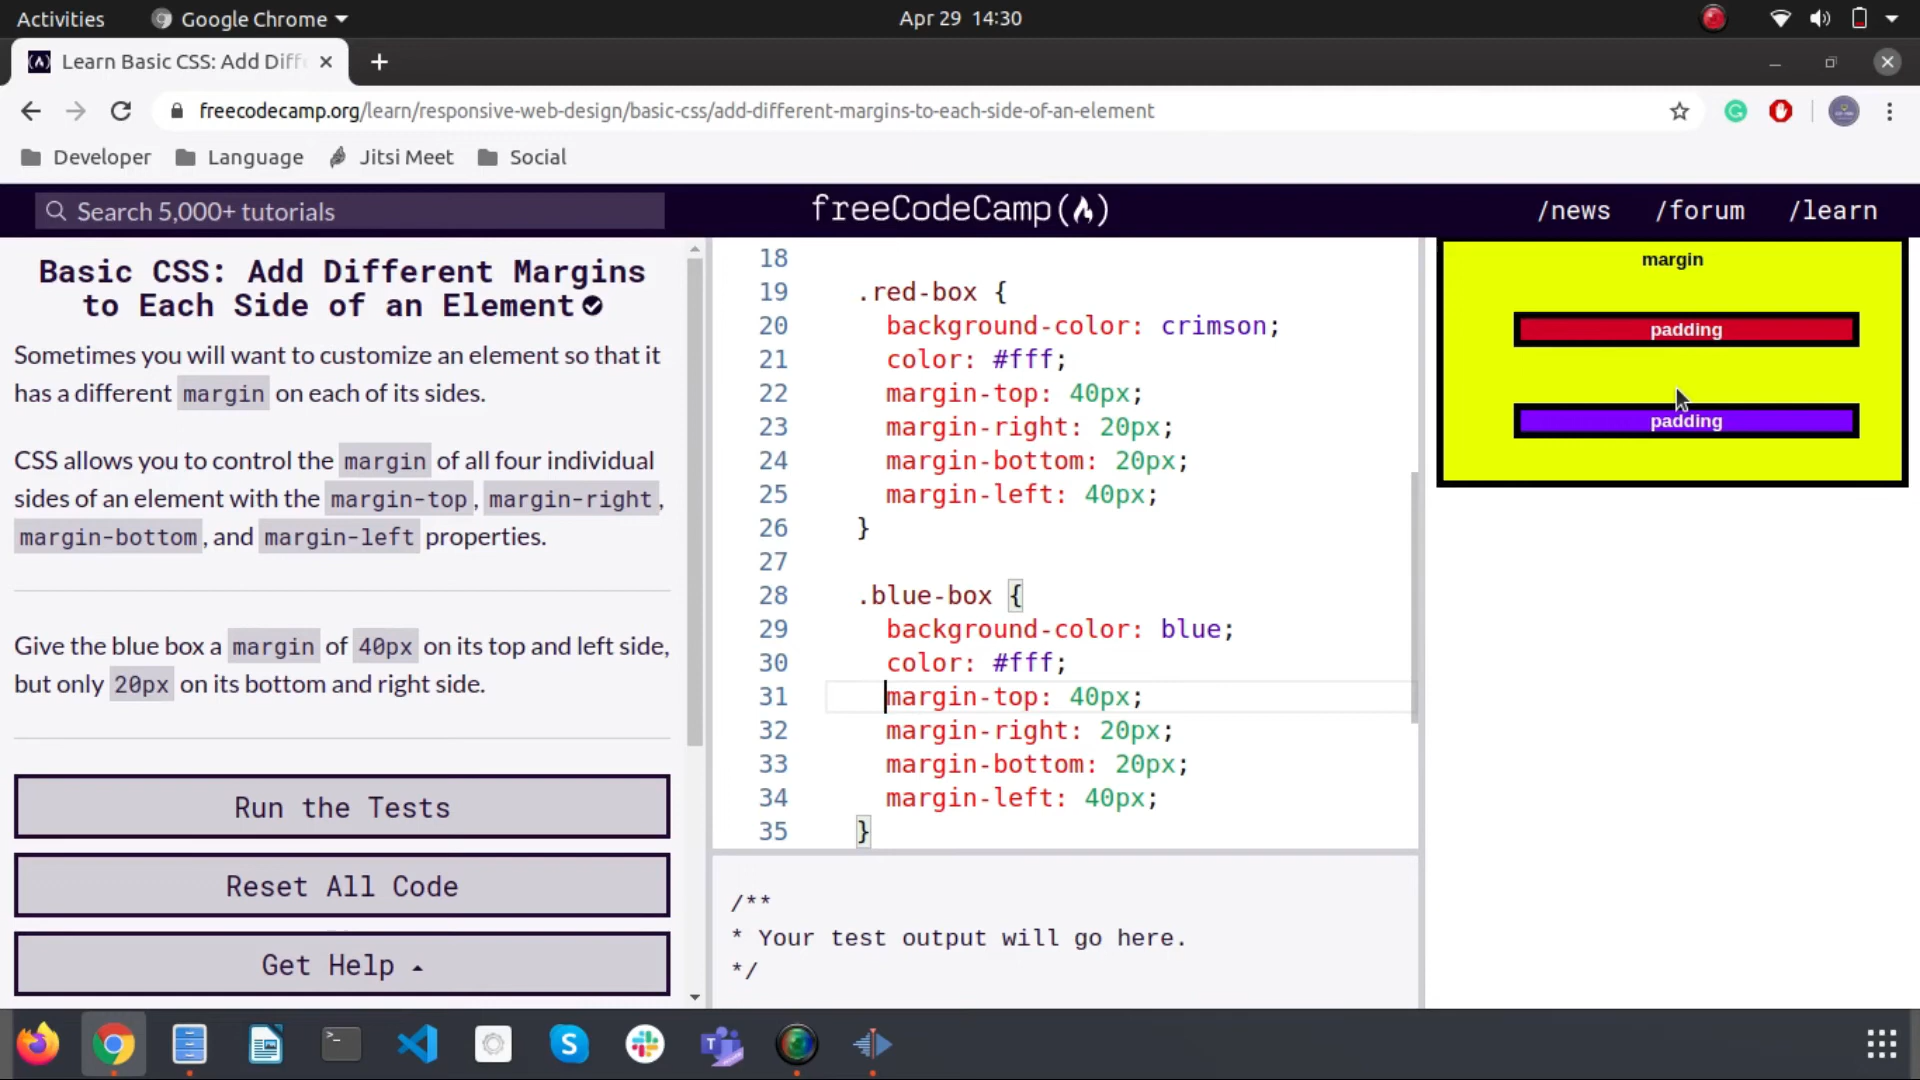 Activities Google Chrome Apr 29 14:30
Learn Basic CSS: Add Diff
freecodecamp.org/learn/responsive-web-design/basic-css/add-different-margins-to-each-side-of-an-element
Developer Language Jitsi Meet Social
Search 5,000+ tutorials freeCodeCamp /news /forum /learn
Basic CSS: Add Different Margins
to Each Side of an Element
Sometimes you will want to customize an element so that it
has a different margin on each of its sides.
CSS allows you to control the margin of all four individual
sides of an element with the margin-top, margin-right,
margin-bottom, and margin-left properties.
Give the blue box a margin of 40px on its top and left side,
but only 20px on its bottom and right side.
Run the Tests
Reset All Code
Get Help
18
19 .red-box {
20 background-color: crimson;
21 color: #fff;
22 margin-top: 40px;
23 margin-right: 20px;
24 margin-bottom: 20px;
25 margin-left: 40px;
26 }
27
28 .blue-box {
29 background-color: blue;
30 color: #fff;
31 margin-top: 40px;
32 margin-right: 20px;
33 margin-bottom: 20px;
34 margin-left: 40px;
35 }
/**
* Your test output will go here.
*/
margin
padding
padding